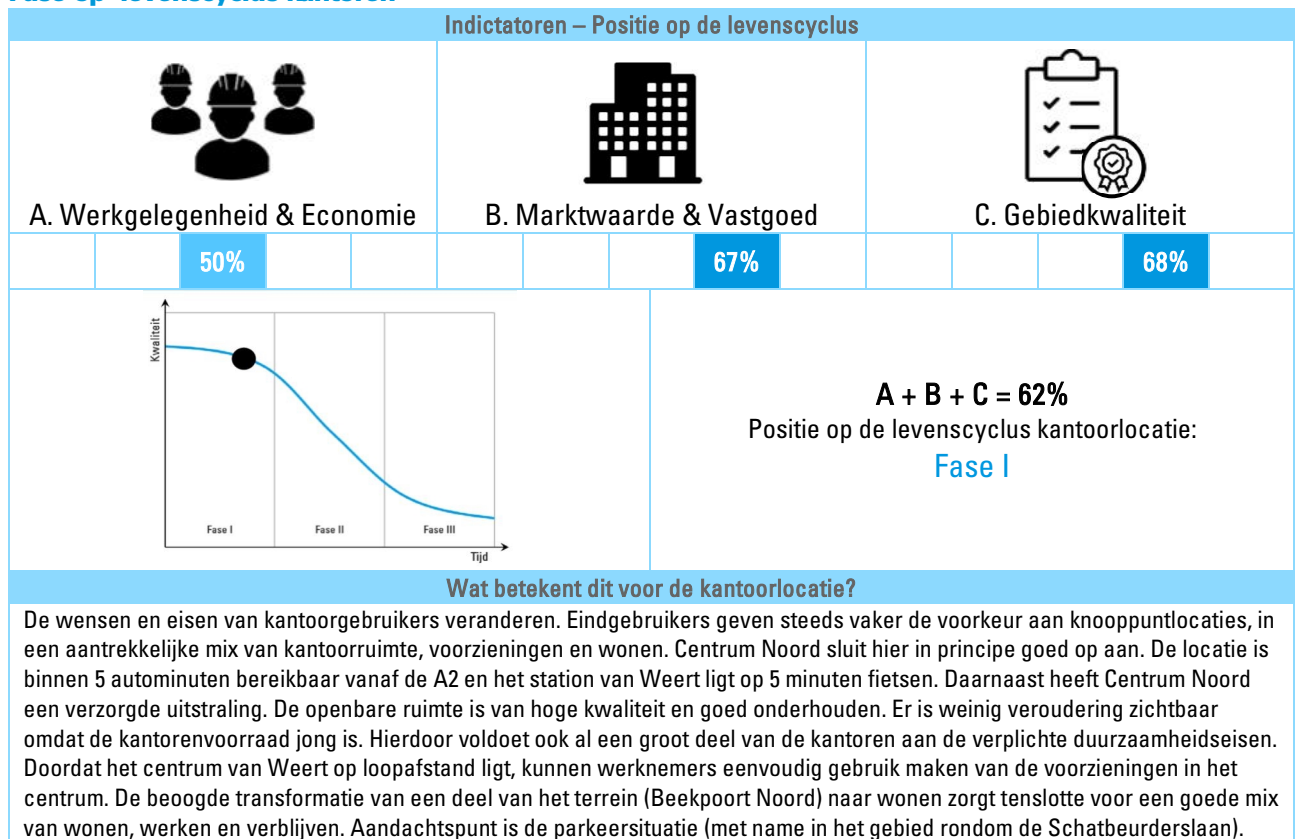 Fase op levenscyclus kantoren
Indictatoren – Positie op de levenscyclus
A. Werkgelegenheid & Economie
B. Marktwaarde & Vastgoed
C. Gebiedkwaliteit
50%
67%
68%
Kwaliteit
Fase I
Fase II
Fase III
Tijd
A + B + C = 62%
Positie op de levenscyclus kantoorlocatie:
Fase I
Wat betekent dit voor de kantoorlocatie?
De wensen en eisen van kantoorgebruikers veranderen. Eindgebruikers geven steeds vaker de voorkeur aan knooppuntlocaties, in
een aantrekkelijke mix van kantoorruimte, voorzieningen en wonen. Centrum Noord sluit hier in principe goed op aan. De locatie is
binnen 5 autominuten bereikbaar vanaf de A2 en het station van Weert ligt op 5 minuten fietsen. Daarnaast heeft Centrum Noord
een verzorgde uitstraling. De openbare ruimte is van hoge kwaliteit en goed onderhouden. Er is weinig veroudering zichtbaar
omdat de kantorenvoorraad jong is. Hierdoor voldoet ook al een groot deel van de kantoren aan de verplichte duurzaamheidseisen.
Doordat het centrum van Weert op loopafstand ligt, kunnen werknemers eenvoudig gebruik maken van de voorzieningen in het
centrum. De beoogde transformatie van een deel van het terrein (Beekpoort Noord) naar wonen zorgt tenslotte voor een goede mix
van wonen, werken en verblijven. Aandachtspunt is de parkeersituatie (met name in het gebied rondom de Schatbeurderslaan).